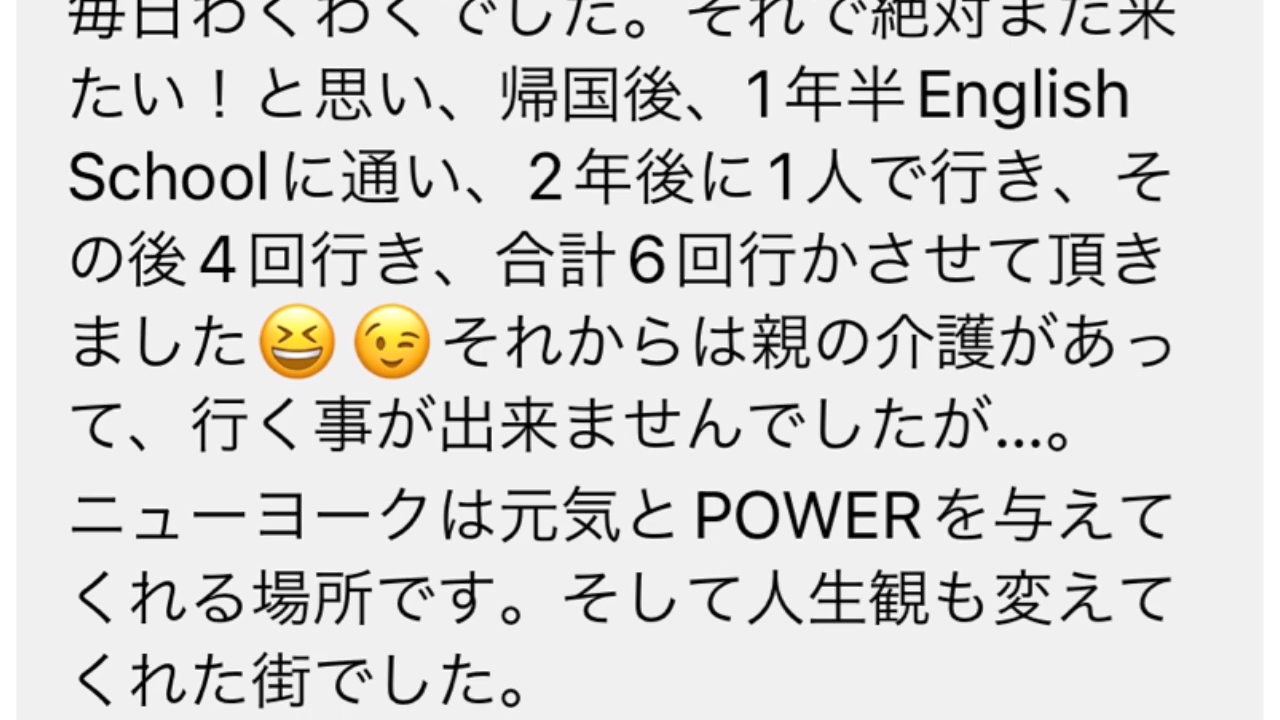 毎日わくわくでした。それで絶対また来
たい！と思い、帰国後、1年半English
Schoolに通い、2年後に1人で行き、そ
の後4回行き、合計6回行かさせて頂き
ました😆 😉それからは親の介護があっ
て、行く事が出来ませんでしたが…。
ニューヨークは元気とPOWERを与えて
くれる場所です。そして人生観も変えて
くれた街でした。